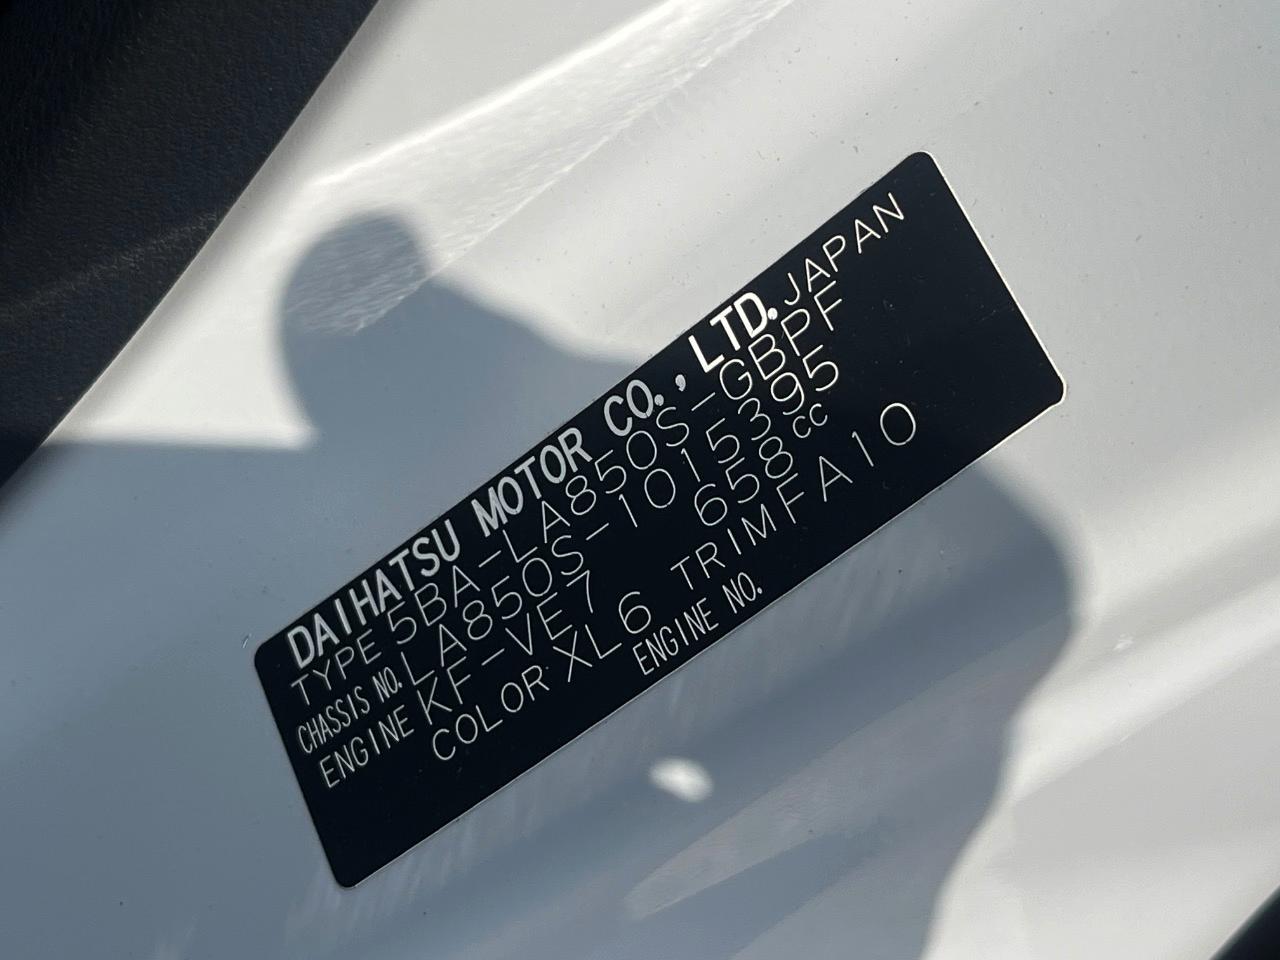 DAIHATSU MOTOR CO., LTD. JAPAN
TYPE 5BA-LA850S-GBPF
CHASSIS NO. LA850S-1015395
ENGINE KF-VE7 658cc
COLOR XL6 TRIM FA10
ENGINE NO.